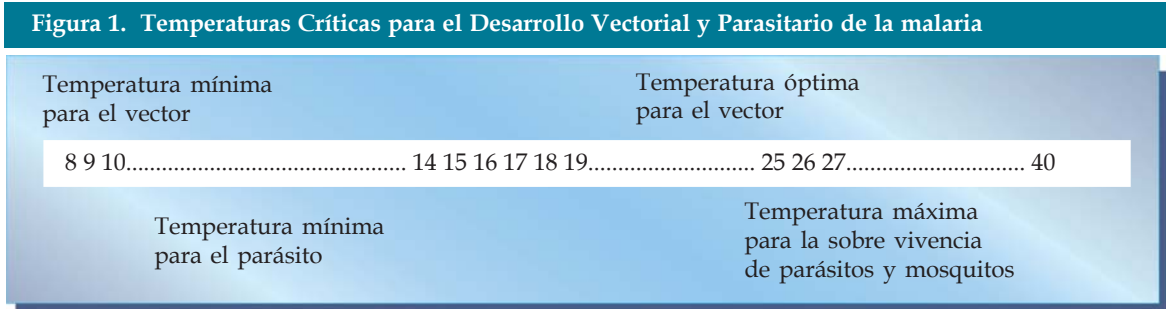 Figura 1. Temperaturas Críticas para el Desarrollo Vectorial y Parasitario de la malaria
Temperatura mínima
para el vector
Temperatura óptima
para el vector
8 9 10............................................. 14 15 16 17 18 19........................... 25 26 27............................. 40
Temperatura mínima
para el parásito
Temperatura máxima
para la sobre vivencia
de parásitos y mosquitos